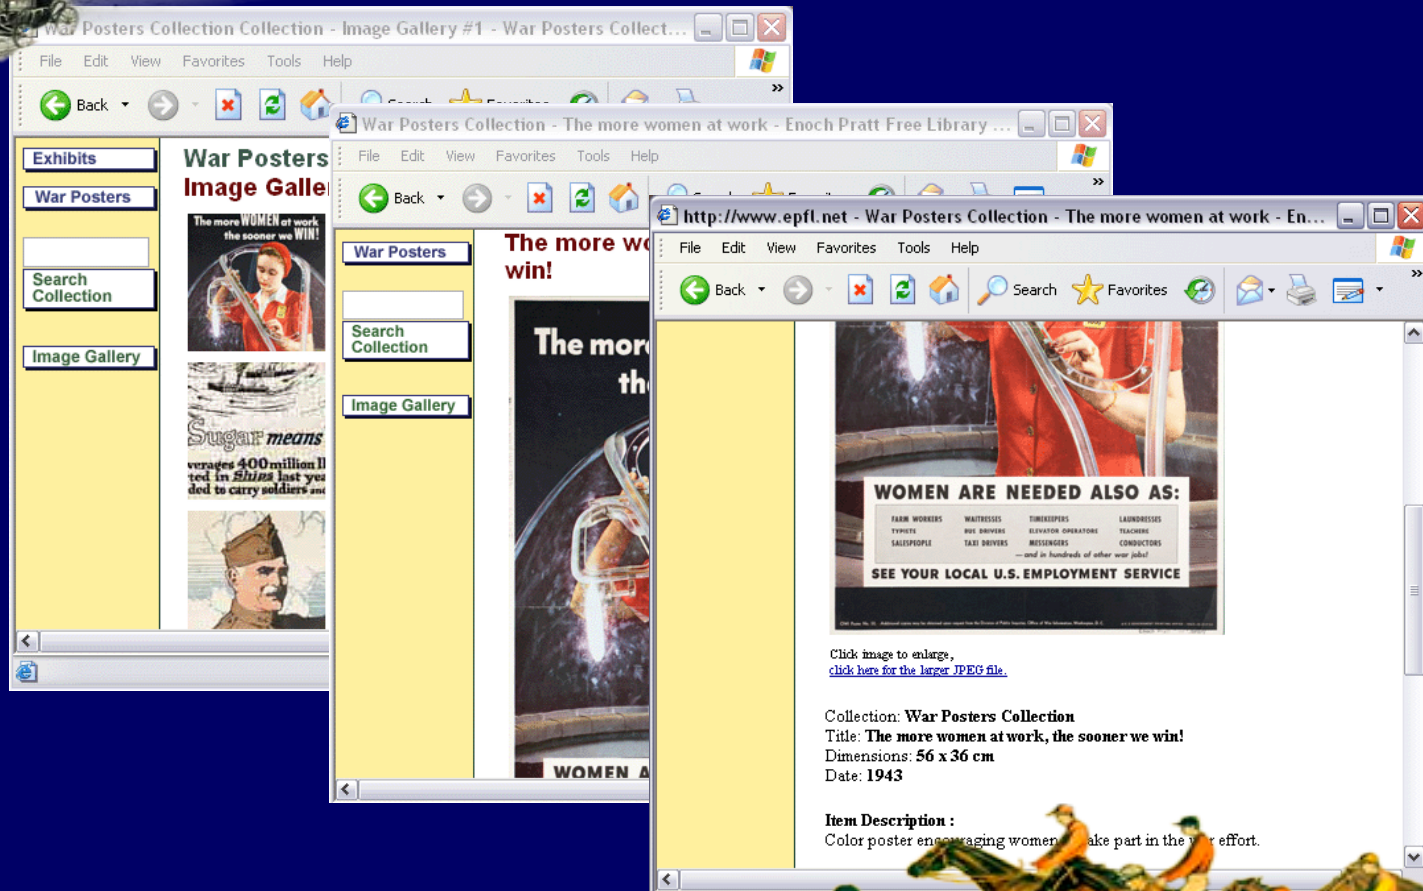 War Posters Collection Collection - Image Gallery #1 - War Posters Collect...
File Edit View Favorites Tools Help
Back
Exhibits
War Posters
Search
Collection
Image Gallery
War Posters
Image Galle
The more WOMEN at work
the sooner we WIN!
Sugar means
verages 400 million
ted in Ships last yea
ded to carry soldiers and
War Posters Collection - The more women at work - Enoch Pratt Free Library ...
File Edit View Favorites Tools Help
Back
War Posters
Search
Collection
Image Gallery
The more wo
win!
The more
th
WOMEN A
http://www.epfl.net - War Posters Collection - The more women at work - En...
File Edit View Favorites Tools Help
Back Search Favorites
WOMEN ARE NEEDED ALSO AS:
FARM WORKERS WAITRESSES TIMEKEEPERS LAUNDRESSES
TYPISTS BUS DRIVERS ELEVATOR OPERATORS TEACHERS
SALESPEOPLE TAXI DRIVERS MESSENGERS CONDUCTORS
—and in hundreds of other war jobs!
SEE YOUR LOCAL U.S. EMPLOYMENT SERVICE
Click image to enlarge,
click here for the larger JPEG file.
Collection: War Posters Collection
Title: The more women at work, the sooner we win!
Dimensions: 56 x 36 cm
Date: 1943
Item Description :
Color poster encouraging women take part in the effort.